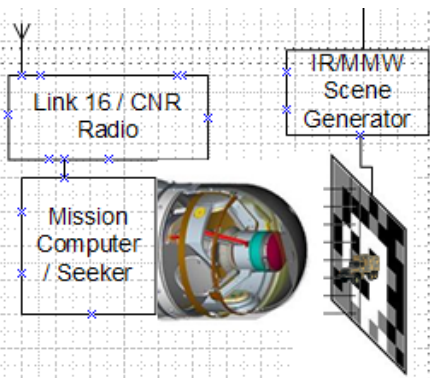 Link 16 / CNR
Radio
IR/MMW
Scene
Generator
Mission
Computer
/ Seeker